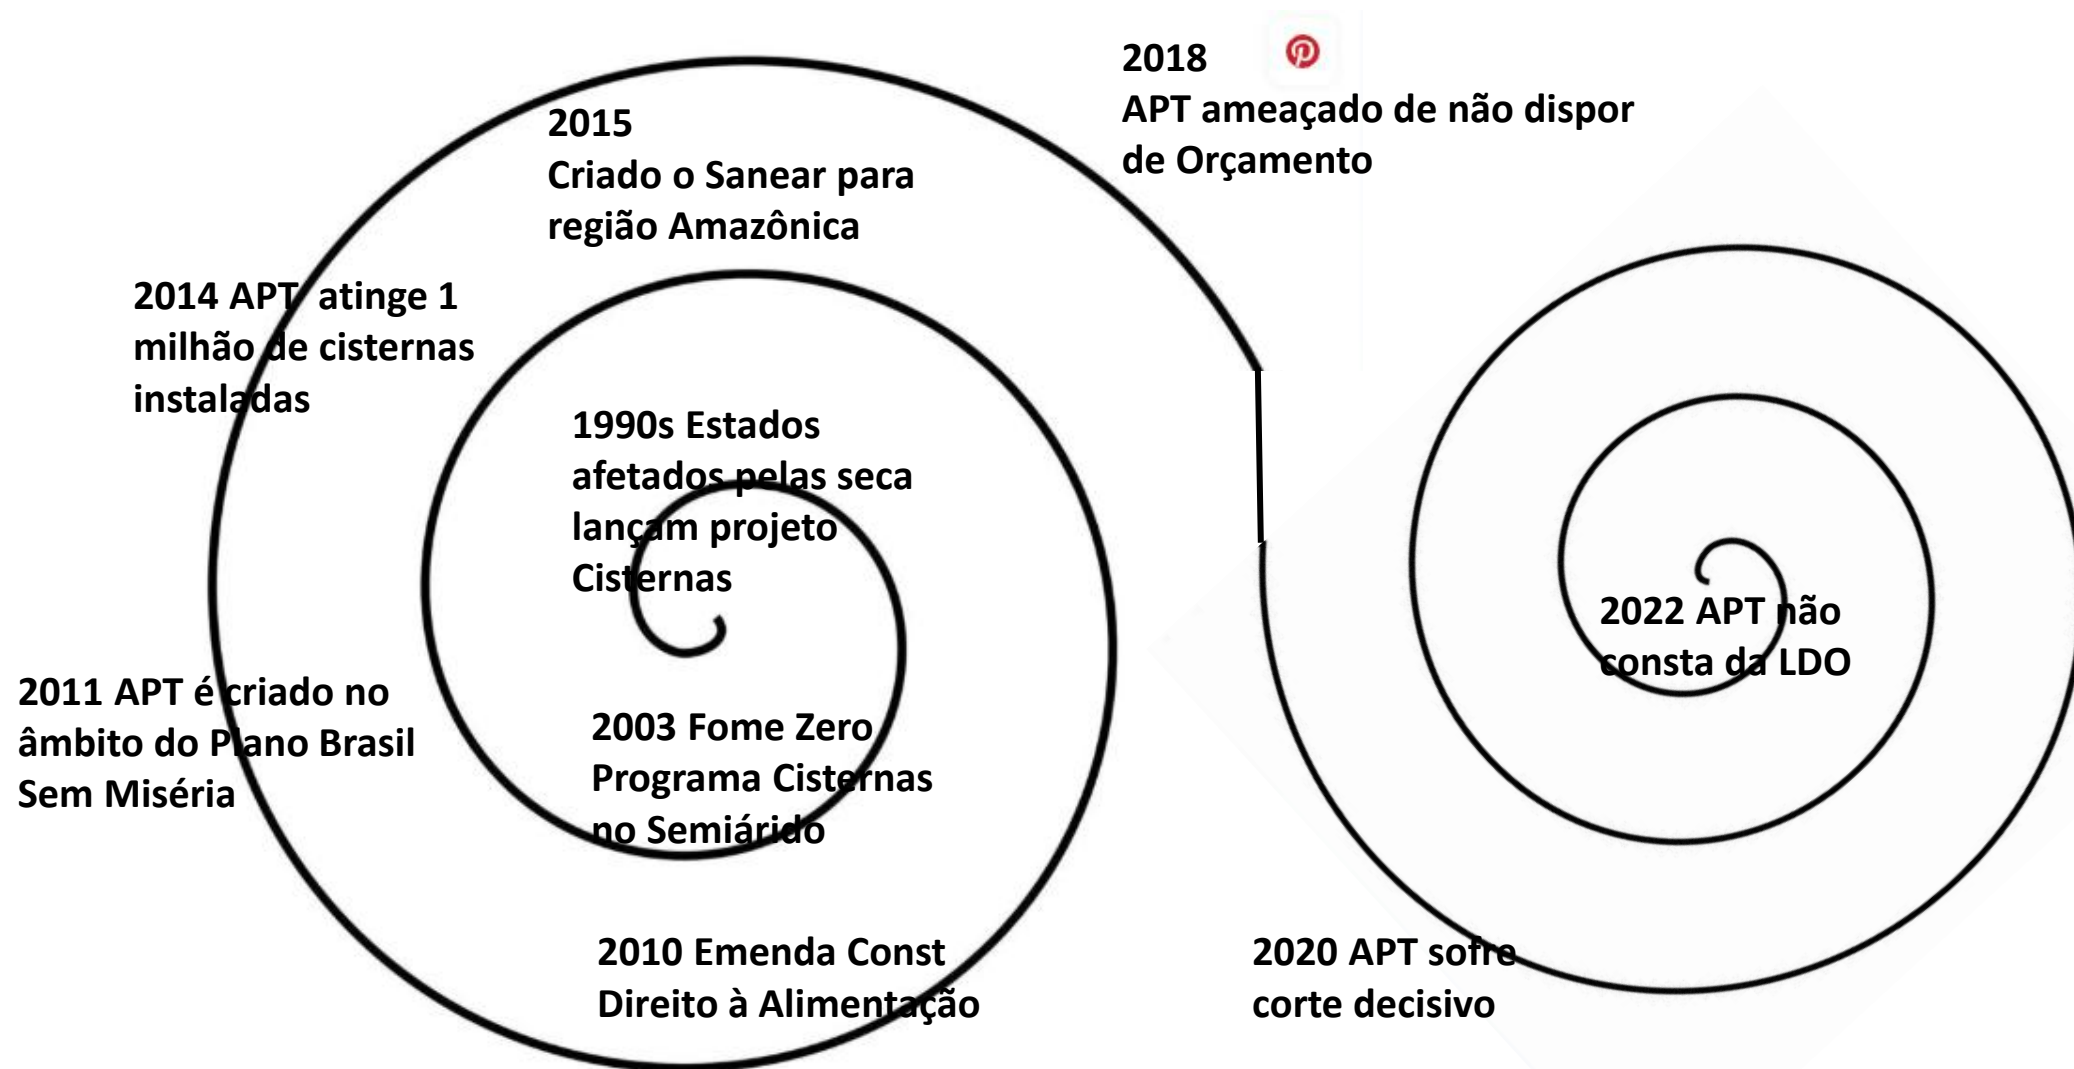 2018
APT ameaçado de não dispor
de Orçamento
2015
Criado o Sanear para
região Amazônica
2014 APT atinge 1
milhão de cisternas
instaladas
1990s Estados
afetados pelas seca
lançam projeto
Cisternas
2011 APT é criado no
âmbito do Plano Brasil
Sem Miséria
2003 Fome Zero
Programa Cisternas
no Semiárido
2010 Emenda Const
Direito à Alimentação
2022 APT não
consta da LDO
2020 APT sofre
corte decisivo